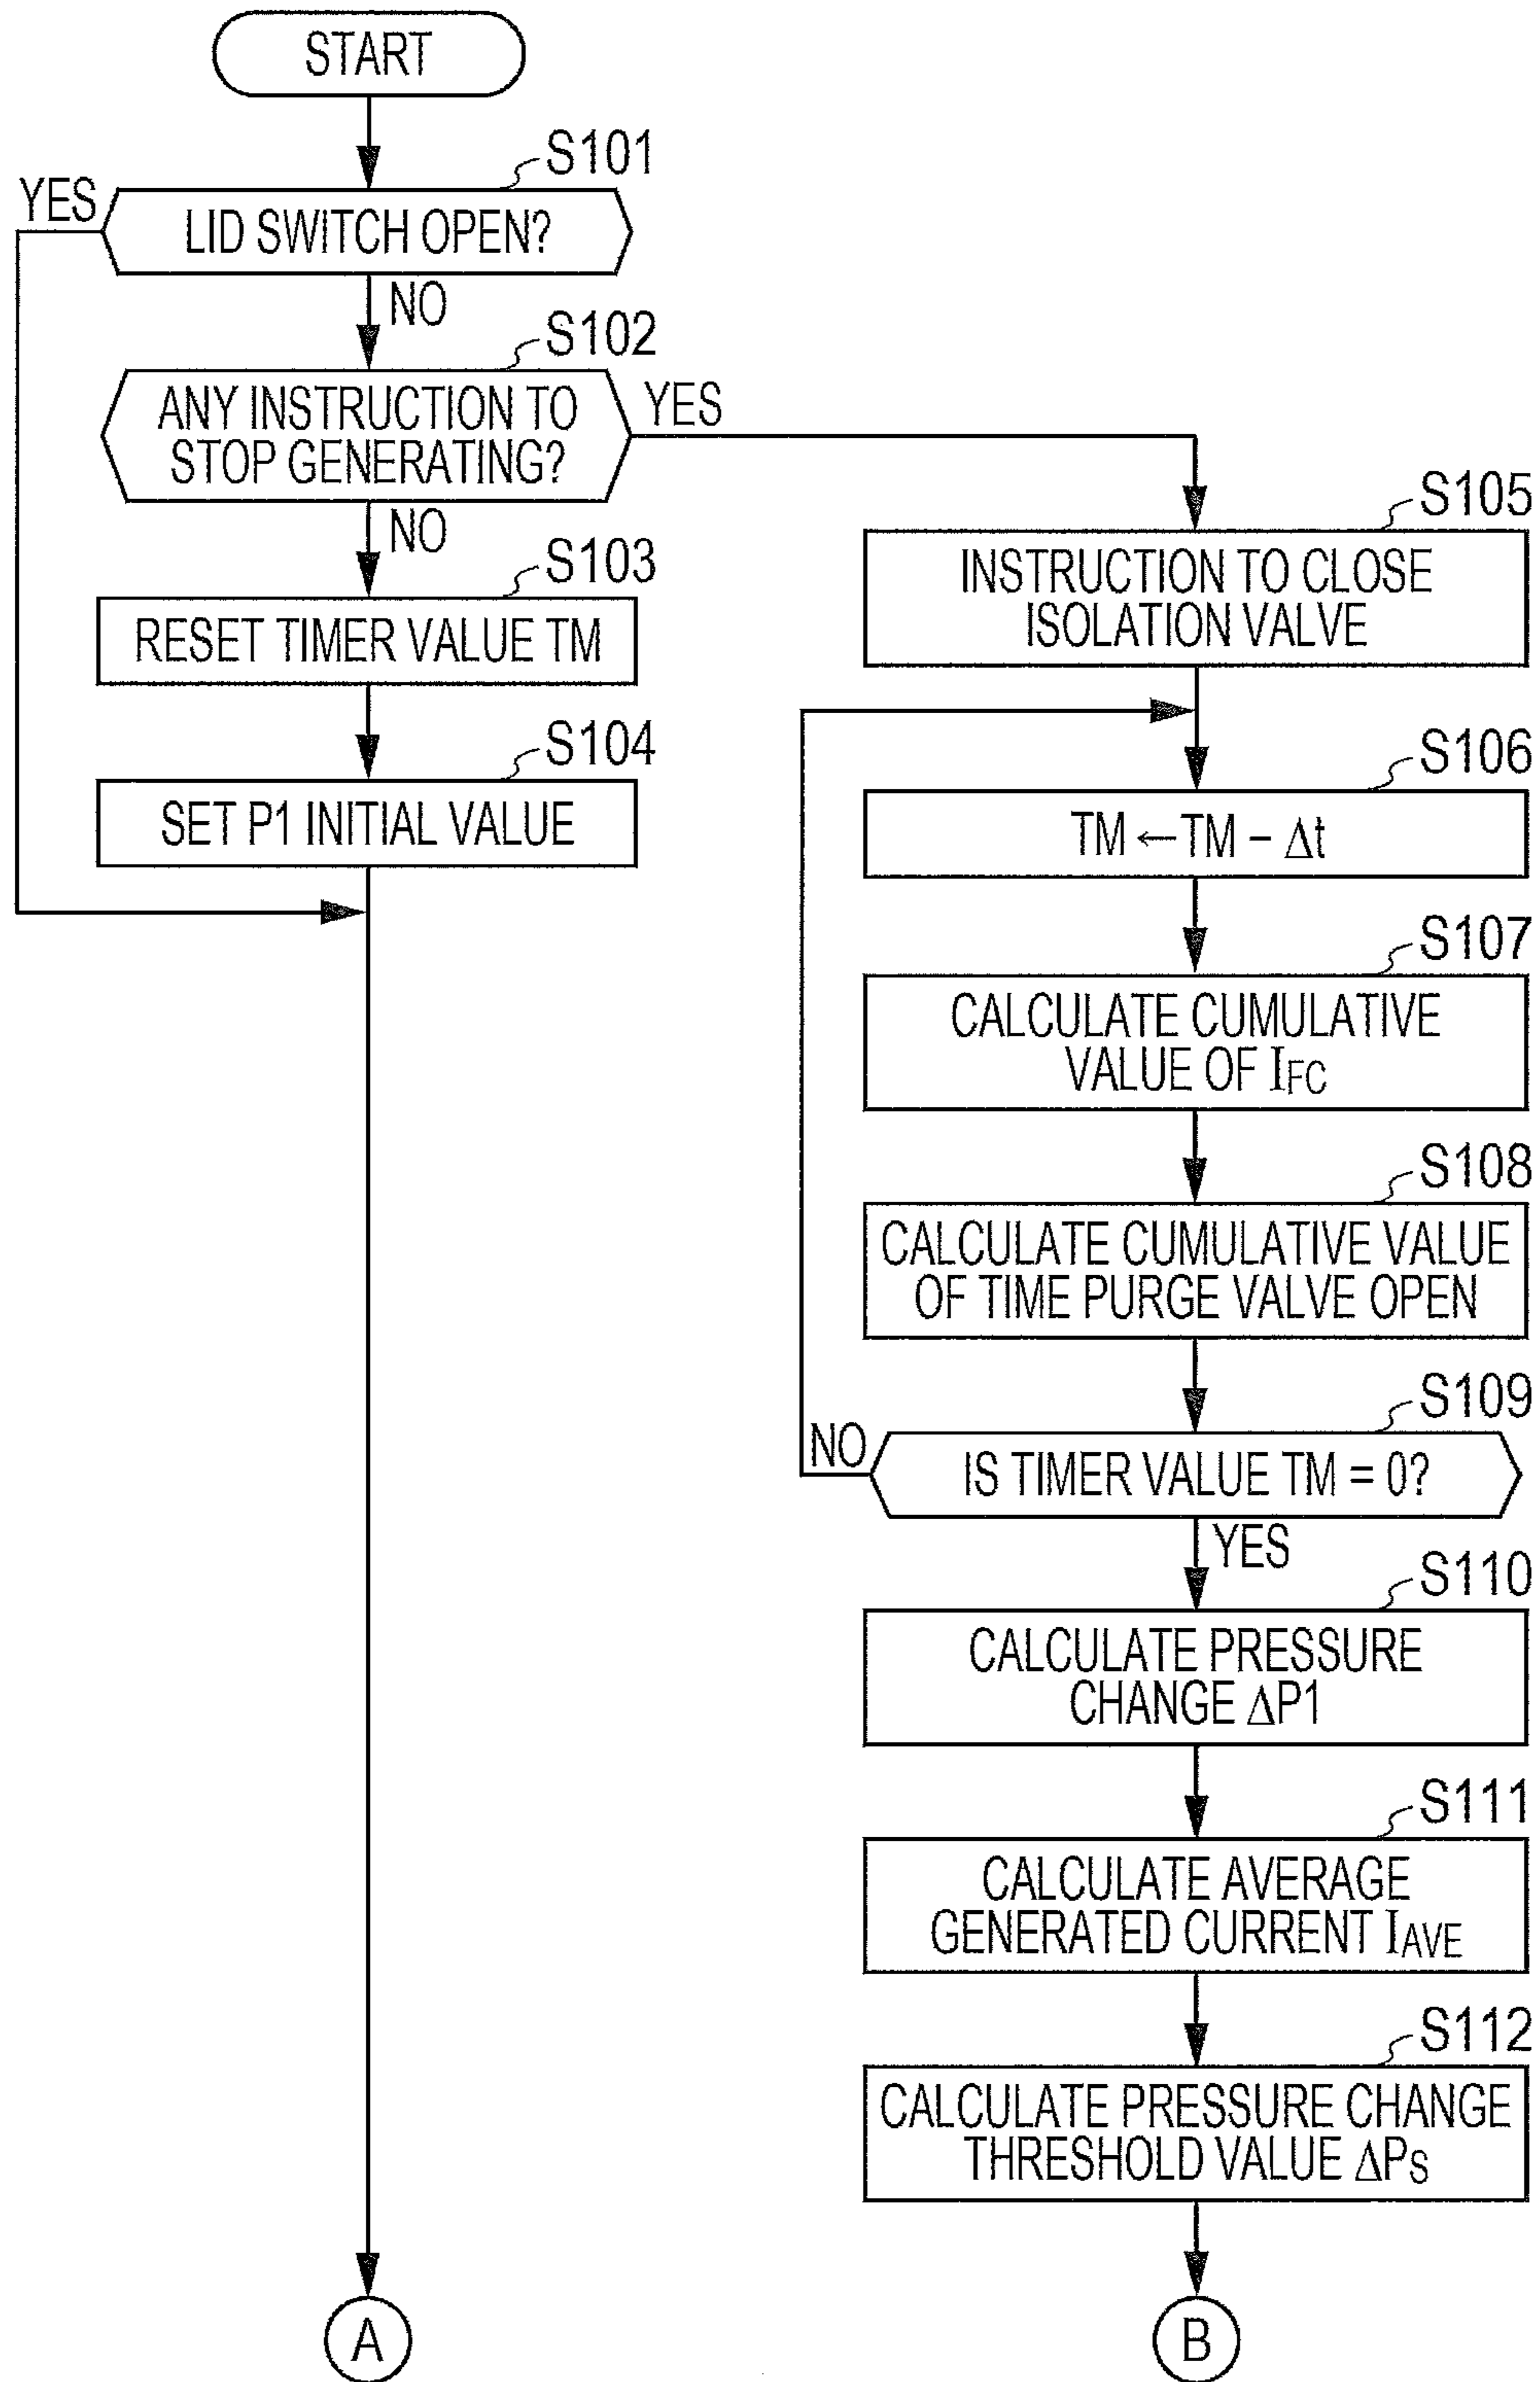 START
S101
YES
LID SWITCH OPEN?
NO
S102
ANY INSTRUCTION TO
STOP GENERATING?
YES
NO
S103
RESET TIMER VALUE TM
S104
SET P1 INITIAL VALUE
A
S105
INSTRUCTION TO CLOSE
ISOLATION VALVE
S106
TM ← TM − Δt
S107
CALCULATE CUMULATIVE
VALUE OF IFC
S108
CALCULATE CUMULATIVE VALUE
OF TIME PURGE VALVE OPEN
S109
NO
IS TIMER VALUE TM = 0?
YES
S110
CALCULATE PRESSURE
CHANGE ΔP1
S111
CALCULATE AVERAGE
GENERATED CURRENT IAVE
S112
CALCULATE PRESSURE CHANGE
THRESHOLD VALUE ΔPS
B